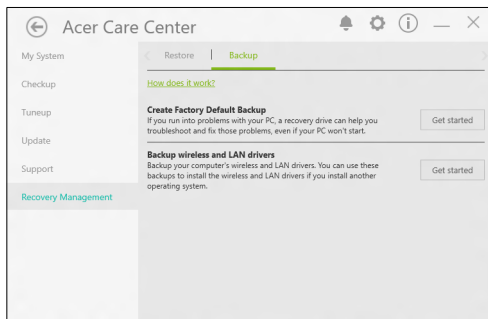 Acer Care Center
My System
Checkup
Tuneup
Update
Support
Recovery Management
Restore
Backup
How does it work?
Create Factory Default Backup
If you run into problems with your PC, a recovery drive can help you
troubleshoot and fix those problems, even if your PC won't start.
Get started
Backup wireless and LAN drivers
Backup your computer's wireless and LAN drivers. You can use these
backups to install the wireless and LAN drivers if you install another
operating system.
Get started